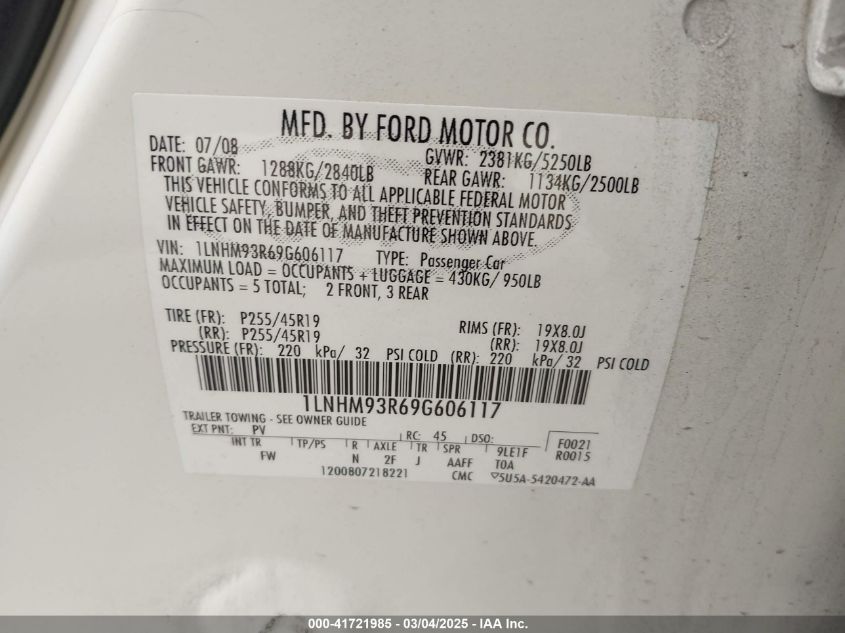 MFD. BY FORD MOTOR CO.
DATE: 07/08 GVWR: 2381KG/5250LB
FRONT GAWR: 1288KG/2840LB REAR GAWR: 1134KG/2500LB
THIS VEHICLE CONFORMS TO ALL APPLICABLE FEDERAL MOTOR
VEHICLE SAFETY, BUMPER, AND THEFT PREVENTION STANDARDS
IN EFFECT ON THE DATE OF MANUFACTURE SHOWN ABOVE.
VIN: 1LNHM93R69G606117 TYPE: Passenger Car
MAXIMUM LOAD = OCCUPANTS + LUGGAGE = 430KG/ 950LB
OCCUPANTS = 5 TOTAL; 2 FRONT, 3 REAR
TIRE (FR): P255/45R19 RIMS (FR): 19X8.0J
(RR): P255/45R19 (RR): 19X8.0J
PRESSURE (FR): 220 kPa/ 32 PSI COLD (RR): 220 kPa/ 32 PSI COLD
1LNHM93R69G606117
TRAILER TOWING - SEE OWNER GUIDE
EXT PNT: PV RC: 45 DSO: F0021
INT TR TP/PS R AXLE TR SPR 9LE1F R0015
FW N 2F J AAFF T0A
1200807218221 CMC 5U5A-5420472-AA
000-41721985 - 03/04/2025 - IAA Inc.